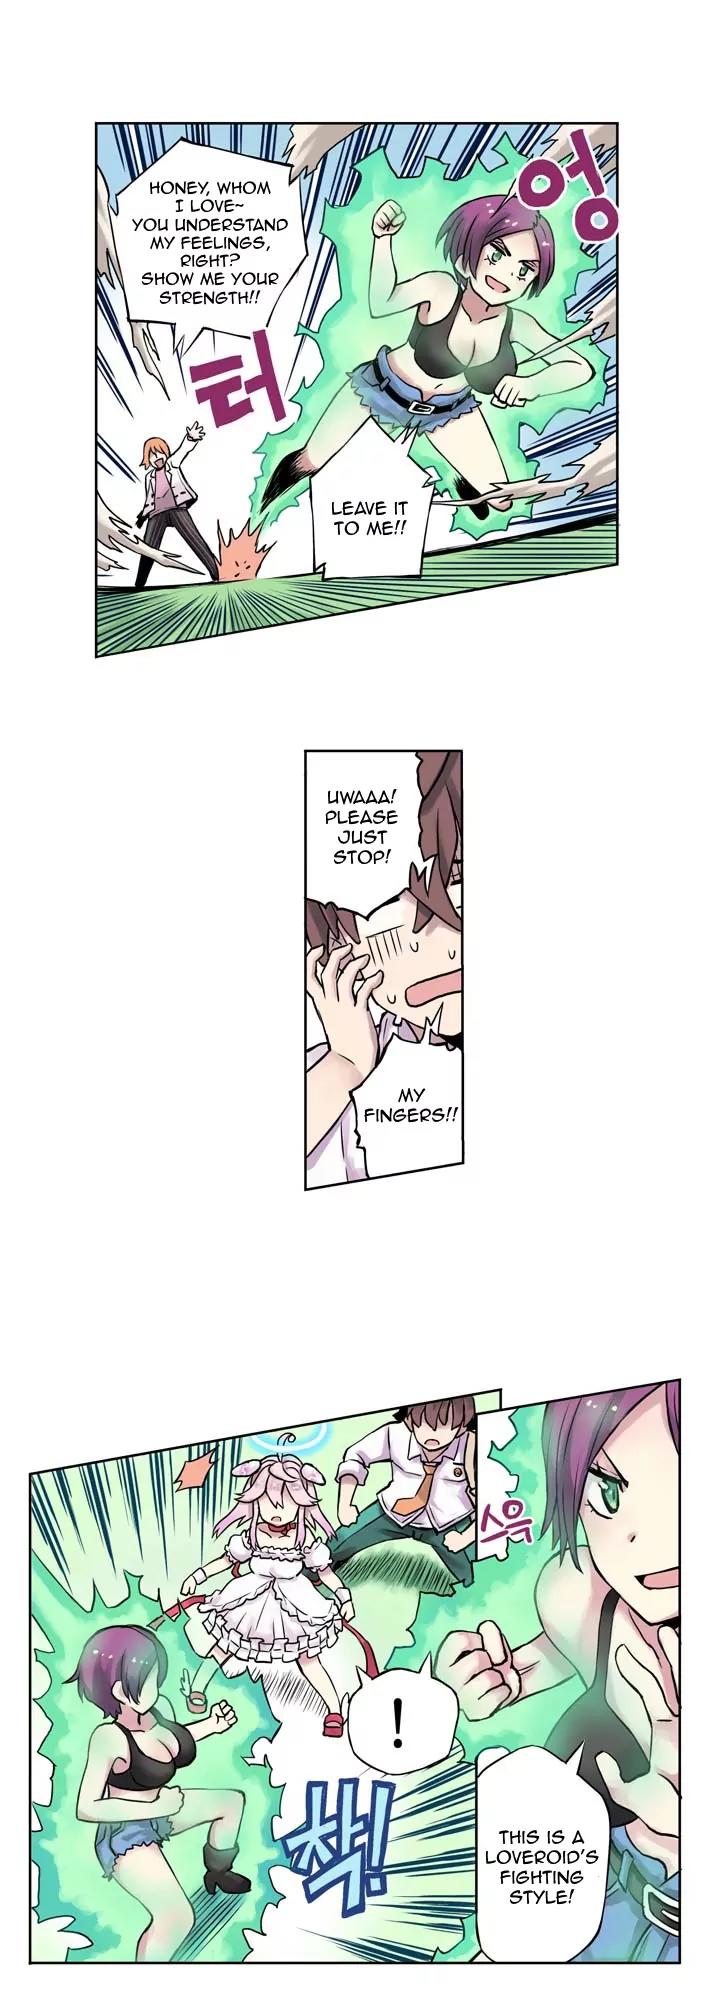 HONEY, WHOM
I LOVE~
YOU UNDERSTAND
MY FEELINGS,
RIGHT?
SHOW ME YOUR
STRENGTH!!
터
엉
LEAVE IT
TO ME!!
UWAAA!
PLEASE
JUST
STOP!
MY
FINGERS!!
!
착!
스윽
THIS IS A
LOVEROID'S
FIGHTING
STYLE!